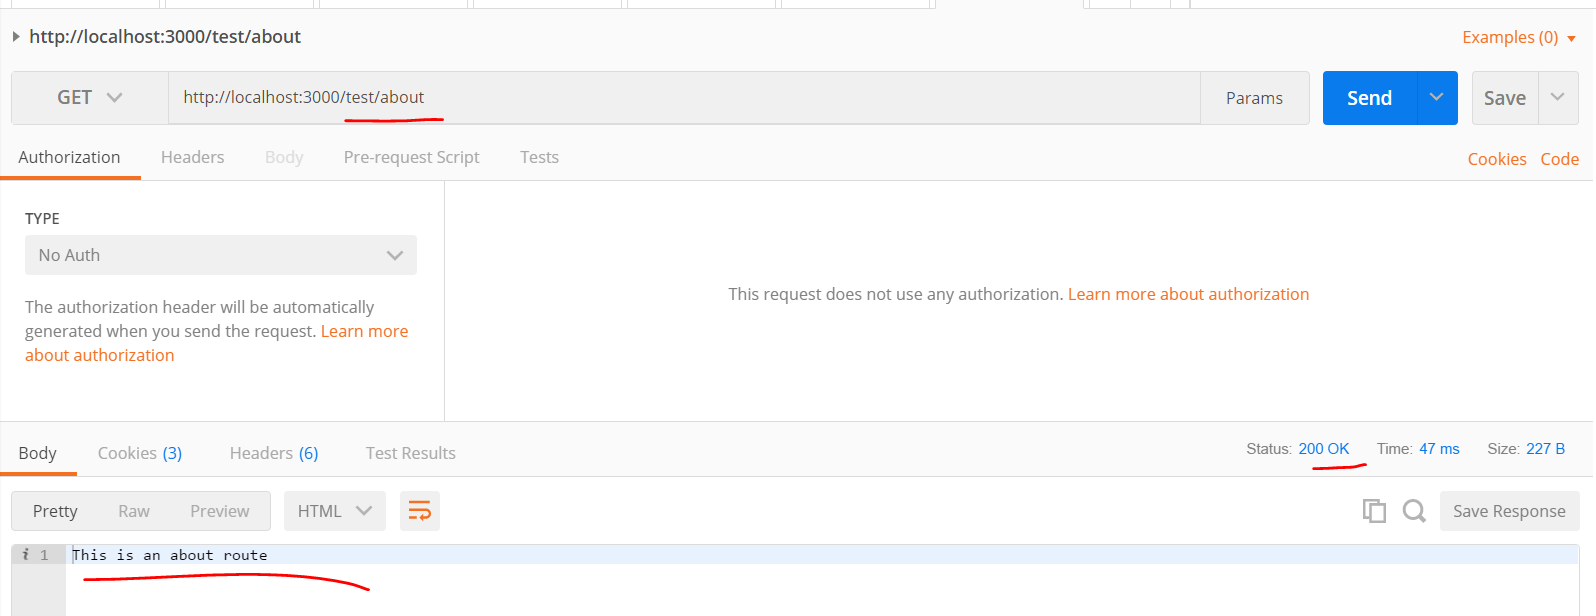 http://localhost:3000/test/about
Examples (0)
GET
http://localhost:3000/test/about
Params
Send
Save
Authorization
Headers
Body
Pre-request Script
Tests
Cookies
Code
TYPE
No Auth
The authorization header will be automatically
generated when you send the request. Learn more
about authorization
This request does not use any authorization. Learn more about authorization
Body
Cookies (3)
Headers (6)
Test Results
Status: 200 OK
Time: 47 ms
Size: 227 B
Pretty
Raw
Preview
HTML
Save Response
i 1
This is an about route